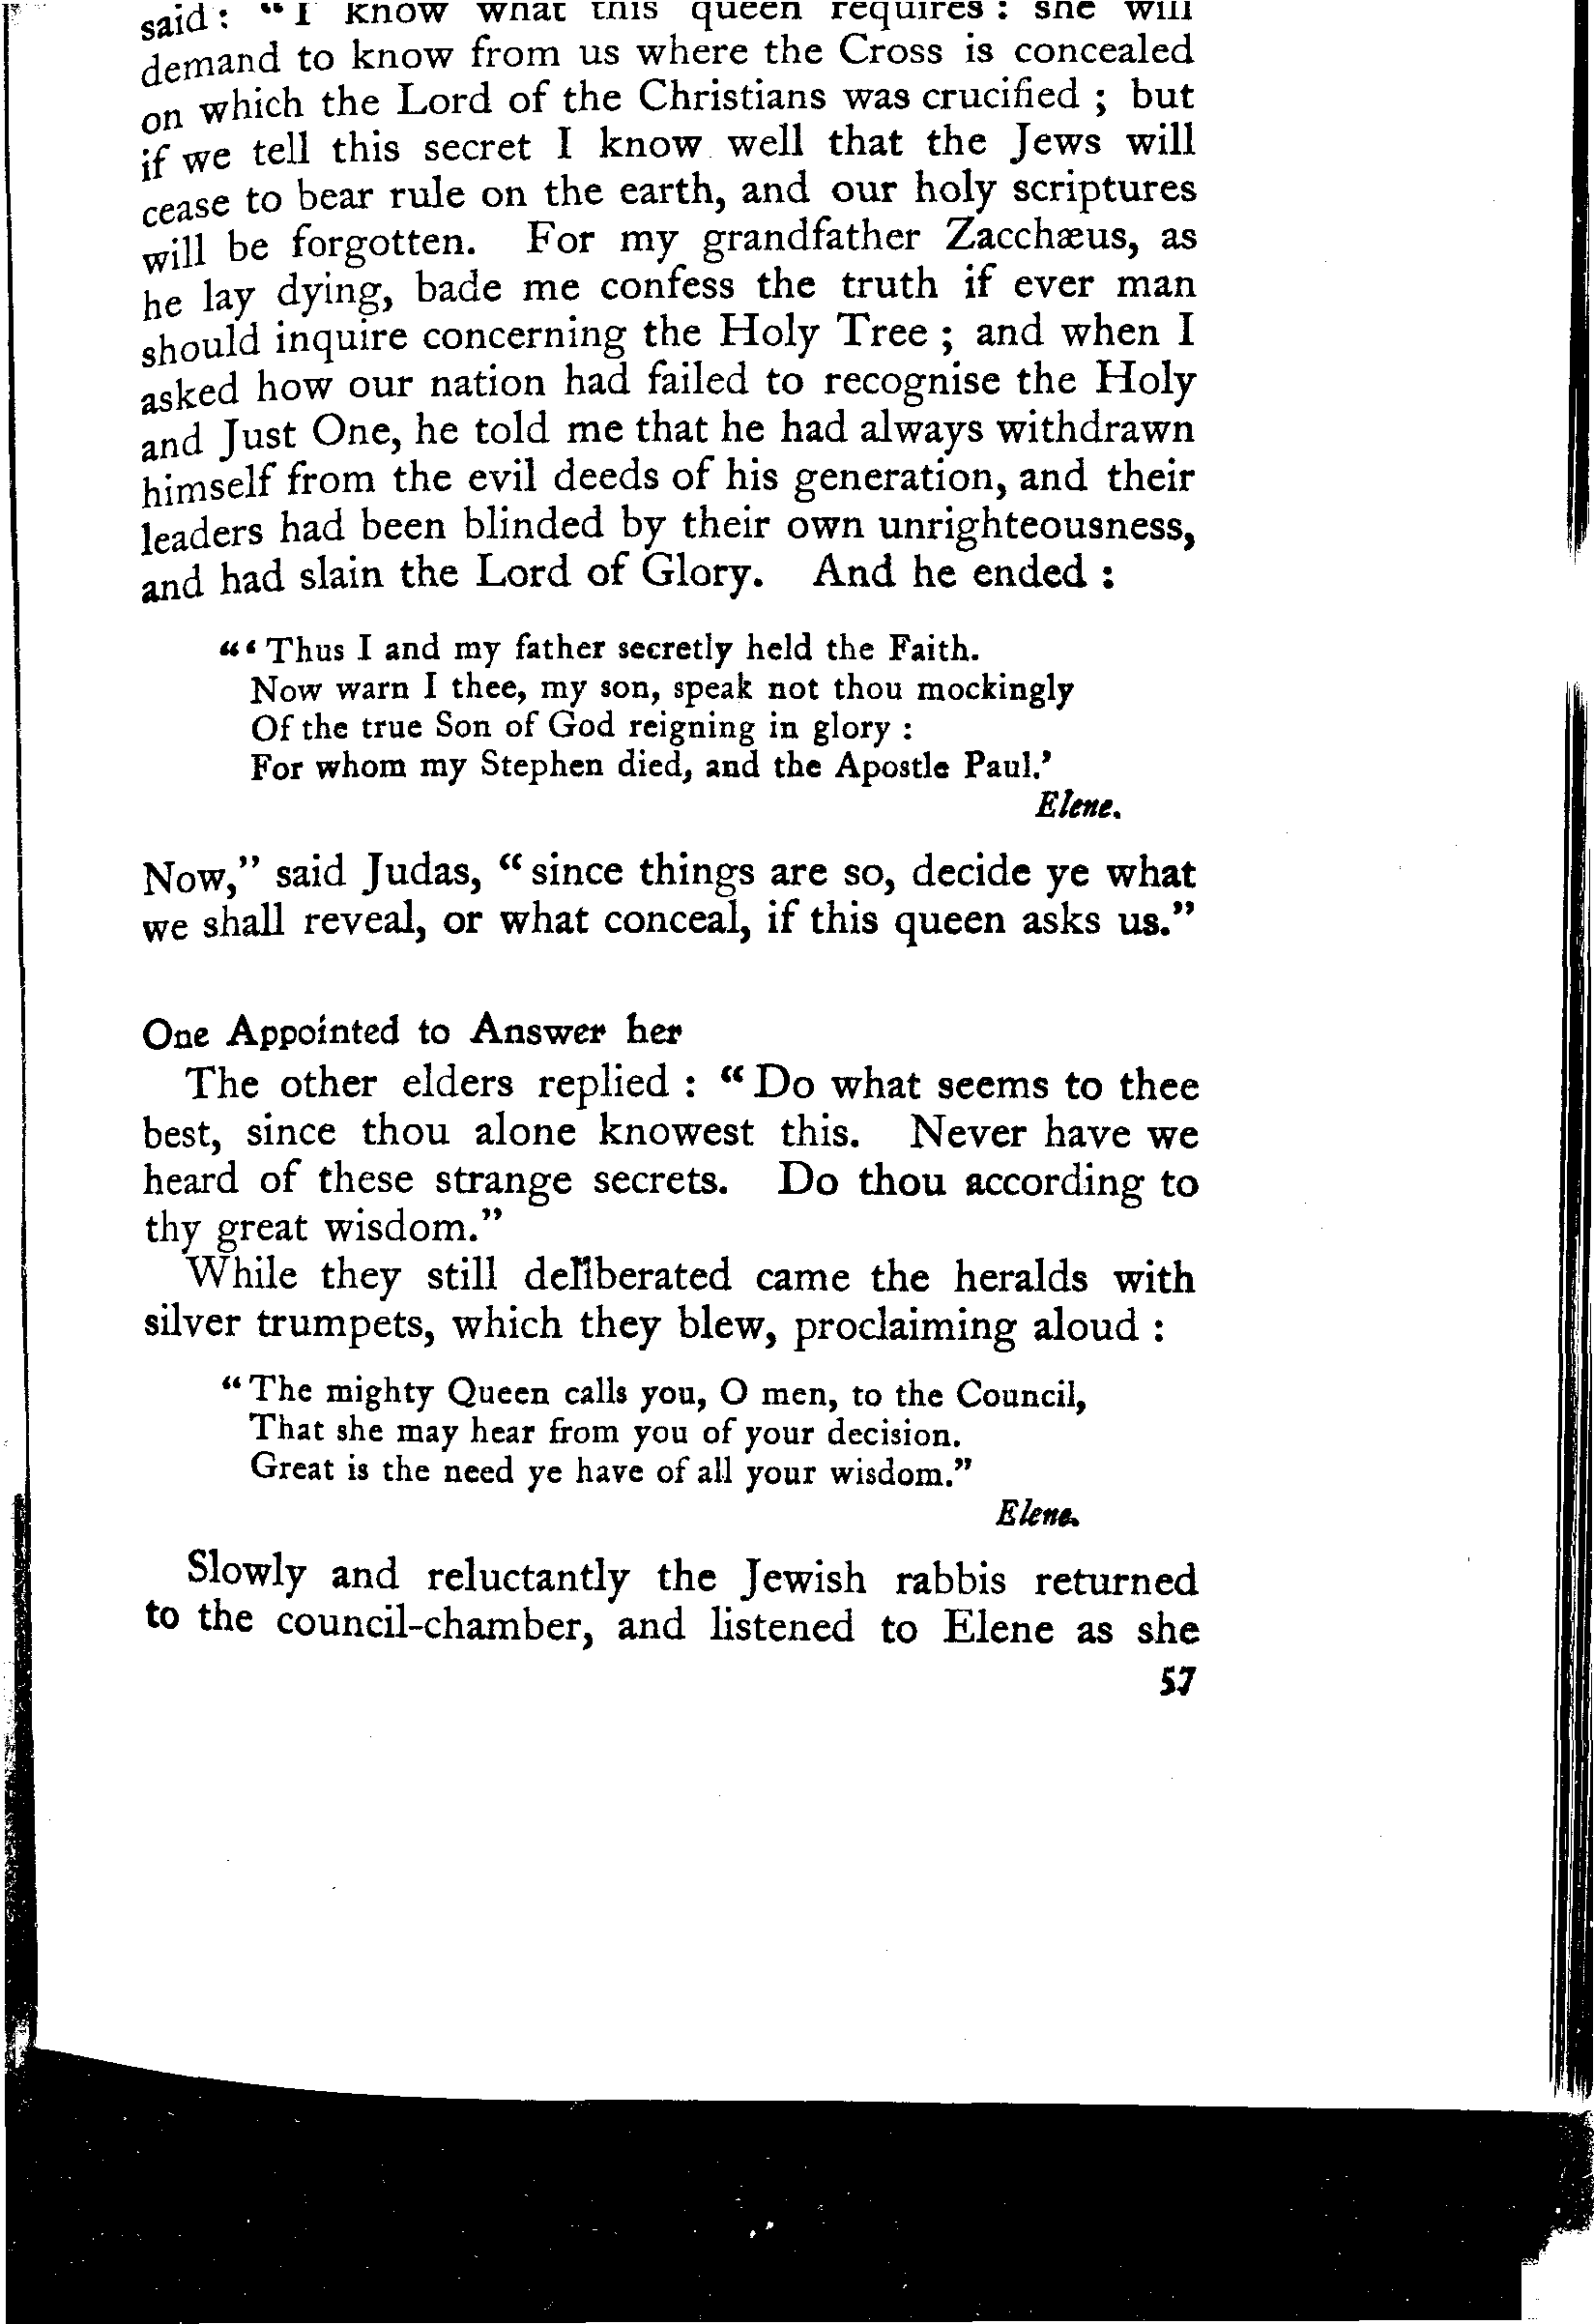 said: "I know what this queen requires: she will
demand to know from us where the Cross is concealed
on which the Lord of the Christians was crucified; but
if we tell this secret I know well that the Jews will
cease to bear rule on the earth, and our holy scriptures
will be forgotten. For my grandfather Zacchæus, as
he lay dying, bade me confess the truth if ever man
should inquire concerning the Holy Tree; and when I
asked how our nation had failed to recognise the Holy
and Just One, he told me that he had always withdrawn
himself from the evil deeds of his generation, and their
leaders had been blinded by their own unrighteousness,
and had slain the Lord of Glory. And he ended:
"'Thus I and my father secretly held the Faith.
Now warn I thee, my son, speak not thou mockingly
Of the true Son of God reigning in glory:
For whom my Stephen died, and the Apostle Paul.'
Elene.
Now," said Judas, "since things are so, decide ye what
we shall reveal, or what conceal, if this queen asks us."
One Appointed to Answer her
The other elders replied: "Do what seems to thee
best, since thou alone knowest this. Never have we
heard of these strange secrets. Do thou according to
thy great wisdom."
While they still deliberated came the heralds with
silver trumpets, which they blew, proclaiming aloud:
"The mighty Queen calls you, O men, to the Council,
That she may hear from you of your decision.
Great is the need ye have of all your wisdom."
Elene.
Slowly and reluctantly the Jewish rabbis returned
to the council-chamber, and listened to Elene as she
57